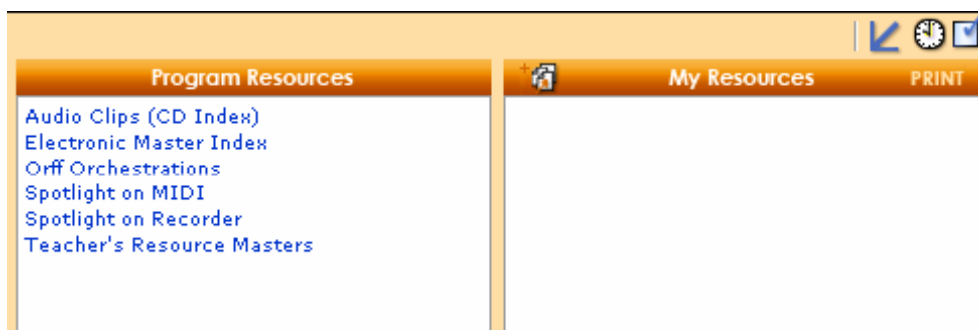 Program Resources
My Resources PRINT
Audio Clips (CD Index)
Electronic Master Index
Orff Orchestrations
Spotlight on MIDI
Spotlight on Recorder
Teacher's Resource Masters